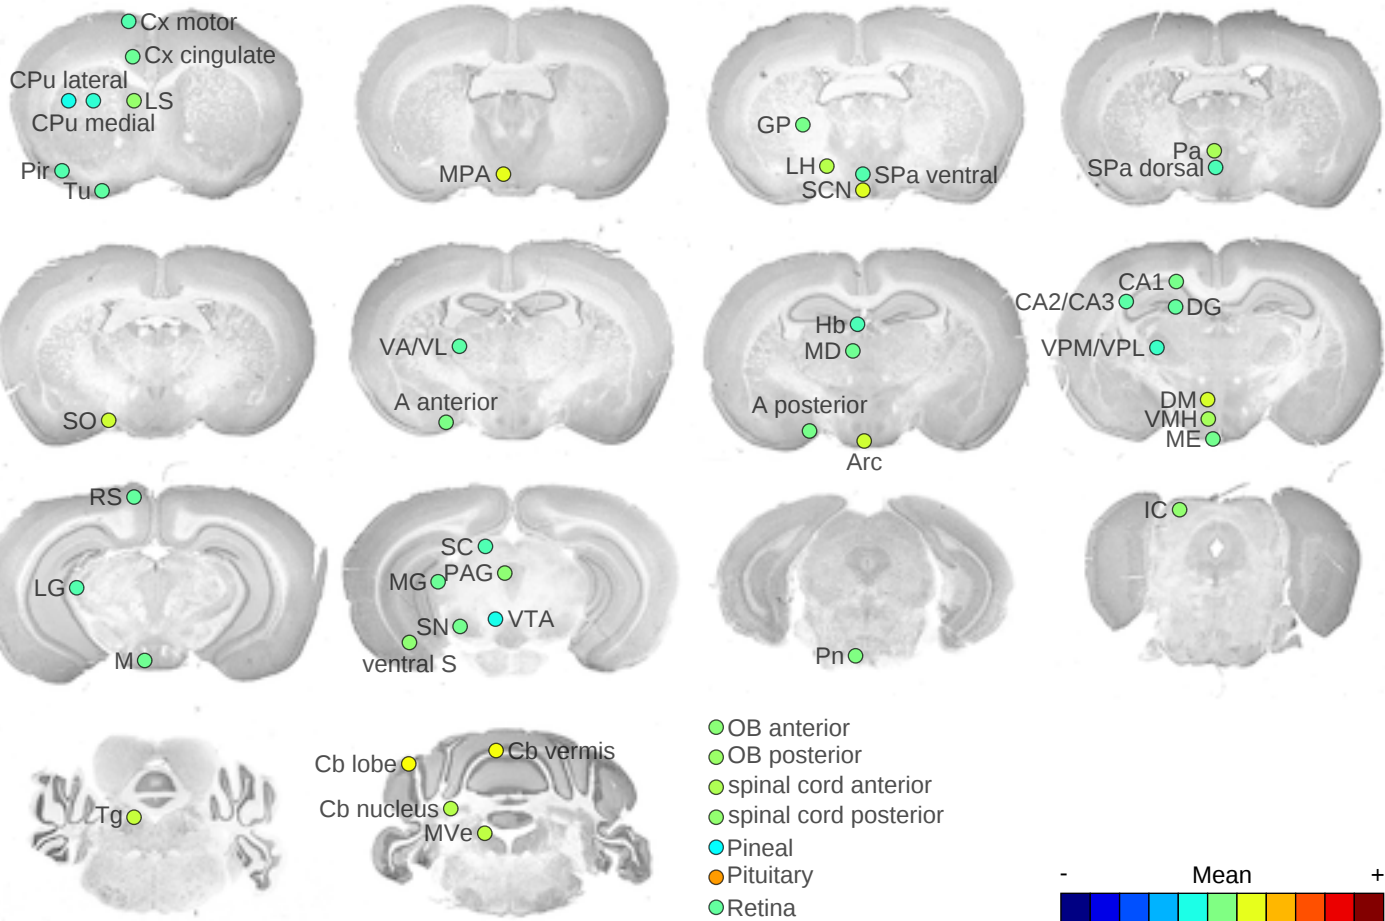 Cx motor
Cx cingulate
CPu lateral
LS
CPu medial
Pir
Tu
MPA
GP
LH
SPa ventral
SCN
Pa
SPa dorsal
SO
VA/VL
A anterior
Hb
MD
A posterior
Arc
CA1
CA2/CA3
DG
VPM/VPL
DM
VMH
ME
RS
LG
M
SC
PAG
MG
VTA
SN
ventral S
Pn
IC
Tg
Cb lobe
Cb vermis
Cb nucleus
MVe
OB anterior
OB posterior
spinal cord anterior
spinal cord posterior
Pineal
Pituitary
Retina
- Mean +